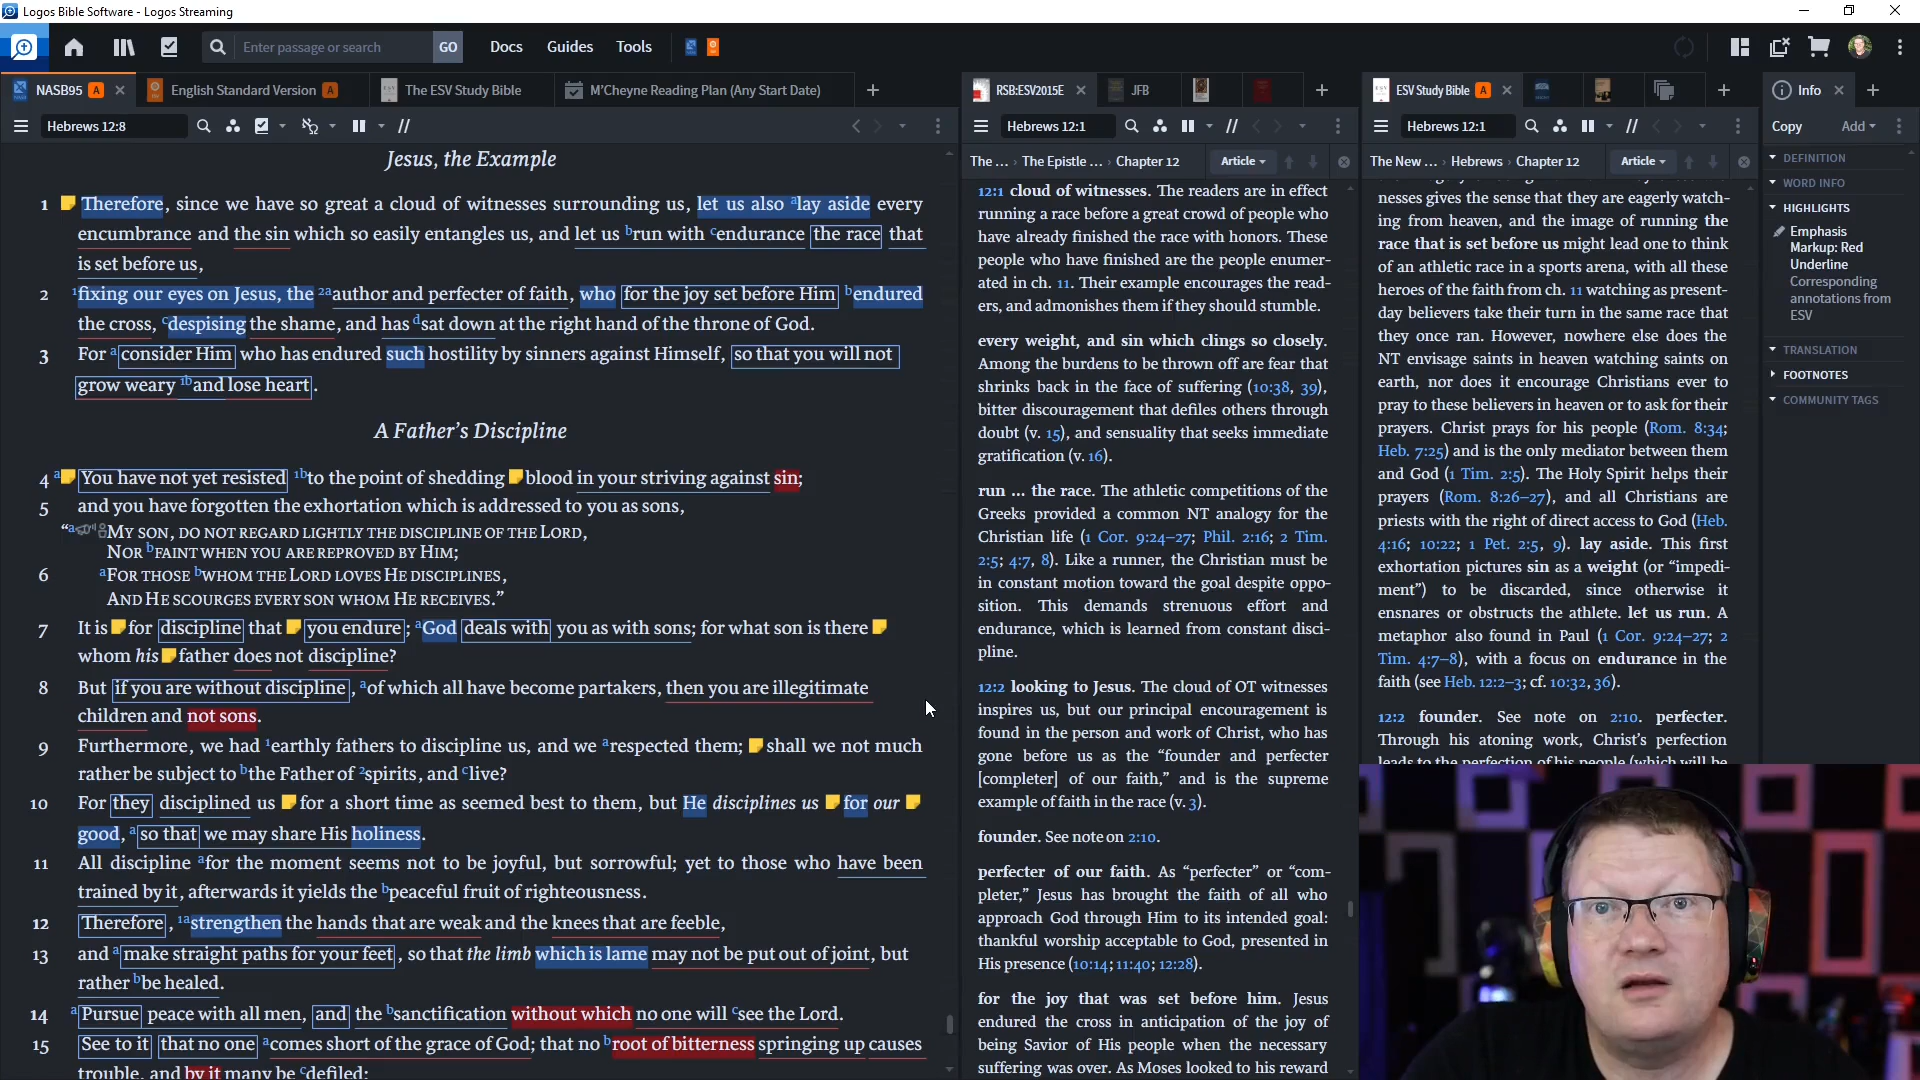 Logos Bible Software - Logos Streaming
Enter passage or search
GO
Docs
Guides
Tools
NASB95 A
English Standard Version A
The ESV Study Bible
M'Cheyne Reading Plan (Any Start Date)
Hebrews 12:8
Jesus, the Example
1 Therefore, since we have so great a cloud of witnesses surrounding us, let us also ᵃlay aside every
encumbrance and the sin which so easily entangles us, and let us ᵇrun with ᶜendurance the race that
is set before us,
2 ¹fixing our eyes on Jesus, the ²ᵃauthor and perfecter of faith, who for the joy set before Him ᵇendured
the cross, ᶜdespising the shame, and has ᵈsat down at the right hand of the throne of God.
3 For ᵃconsider Him who has endured such hostility by sinners against Himself, so that you will not
grow weary ¹ᵇand lose heart.
A Father's Discipline
4 ᵃYou have not yet resisted ¹ᵇto the point of shedding blood in your striving against sin;
5 and you have forgotten the exhortation which is addressed to you as sons,
“ᵃMY SON, DO NOT REGARD LIGHTLY THE DISCIPLINE OF THE LORD,
NOR ᵇFAINT WHEN YOU ARE REPROVED BY HIM;
6 ᵃFOR THOSE ᵇWHOM THE LORD LOVES HE DISCIPLINES,
AND HE SCOURGES EVERY SON WHOM HE RECEIVES.”
7 It is for discipline that you endure; ᵃGod deals with you as with sons; for what son is there
whom his father does not discipline?
8 But if you are without discipline, ᵃof which all have become partakers, then you are illegitimate
children and not sons.
9 Furthermore, we had ¹earthly fathers to discipline us, and we ᵃrespected them; shall we not much
rather be subject to ᵇthe Father of ²spirits, and ᶜlive?
10 For they disciplined us for a short time as seemed best to them, but He disciplines us for our
good, ᵃso that we may share His holiness.
11 All discipline ᵃfor the moment seems not to be joyful, but sorrowful; yet to those who have been
trained by it, afterwards it yields the ᵇpeaceful fruit of righteousness.
12 Therefore, ¹ᵃstrengthen the hands that are weak and the knees that are feeble,
13 and ᵃmake straight paths for your feet, so that the limb which is lame may not be put out of joint, but
rather ᵇbe healed.
14 ᵃPursue peace with all men, and the ᵇsanctification without which no one will ᶜsee the Lord.
15 See to it that no one ᵃcomes short of the grace of God; that no ᵇroot of bitterness springing up causes
trouble, and by it many be ᶜdefiled;
RSB:ESV2015E
JFB
Hebrews 12:1
The ... › The Epistle ... › Chapter 12
Article
12:1 cloud of witnesses. The readers are in effect
running a race before a great crowd of people who
have already finished the race with honors. These
people who have finished are the people enumer-
ated in ch. 11. Their example encourages the read-
ers, and admonishes them if they should stumble.
every weight, and sin which clings so closely.
Among the burdens to be thrown off are fear that
shrinks back in the face of suffering (10:38, 39),
bitter discouragement that defiles others through
doubt (v. 15), and sensuality that seeks immediate
gratification (v. 16).
run ... the race. The athletic competitions of the
Greeks provided a common NT analogy for the
Christian life (1 Cor. 9:24–27; Phil. 2:16; 2 Tim.
2:5; 4:7, 8). Like a runner, the Christian must be
in constant motion toward the goal despite oppo-
sition. This demands strenuous effort and
endurance, which is learned from constant disci-
pline.
12:2 looking to Jesus. The cloud of OT witnesses
inspires us, but our principal encouragement is
found in the person and work of Christ, who has
gone before us as the “founder and perfecter
[completer] of our faith,” and is the supreme
example of faith in the race (v. 3).
founder. See note on 2:10.
perfecter of our faith. As “perfecter” or “com-
pleter,” Jesus has brought the faith of all who
approach God through Him to its intended goal:
thankful worship acceptable to God, presented in
His presence (10:14; 11:40; 12:28).
for the joy that was set before him. Jesus
endured the cross in anticipation of the joy of
being Savior of His people when the necessary
suffering was over. As Moses looked to his reward
ESV Study Bible A
Hebrews 12:1
The New ... › Hebrews › Chapter 12
Article
nesses gives the sense that they are eagerly watch-
ing from heaven, and the image of running the
race that is set before us might lead one to think
of an athletic race in a sports arena, with all these
heroes of the faith from ch. 11 watching as present-
day believers take their turn in the same race that
they once ran. However, nowhere else does the
NT envisage saints in heaven watching saints on
earth, nor does it encourage Christians ever to
pray to these believers in heaven or to ask for their
prayers. Christ prays for his people (Rom. 8:34;
Heb. 7:25) and is the only mediator between them
and God (1 Tim. 2:5). The Holy Spirit helps their
prayers (Rom. 8:26–27), and all Christians are
priests with the right of direct access to God (Heb.
4:16; 10:22; 1 Pet. 2:5, 9). lay aside. This first
exhortation pictures sin as a weight (or “impedi-
ment”) to be discarded, since otherwise it
ensnares or obstructs the athlete. let us run. A
metaphor also found in Paul (1 Cor. 9:24–27; 2
Tim. 4:7–8), with a focus on endurance in the
faith (see Heb. 12:2–3; cf. 10:32, 36).
12:2 founder. See note on 2:10. perfecter.
Through his atoning work, Christ's perfection
leads to the perfection of his people (which will be
Info
Copy
Add
DEFINITION
WORD INFO
HIGHLIGHTS
Emphasis
Markup: Red
Underline
Corresponding
annotations from
ESV
TRANSLATION
FOOTNOTES
COMMUNITY TAGS